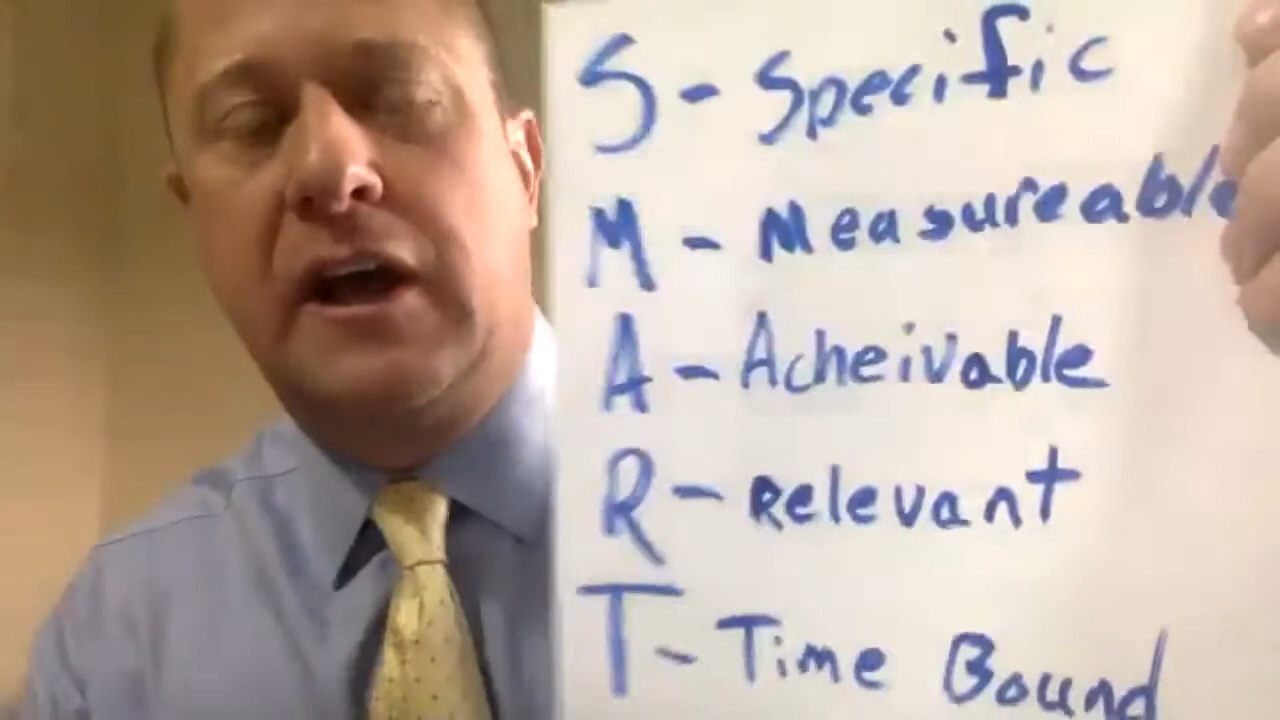 S - Specific
M - Measureable
A - Acheivable
R - Relevant
T - Time Bound